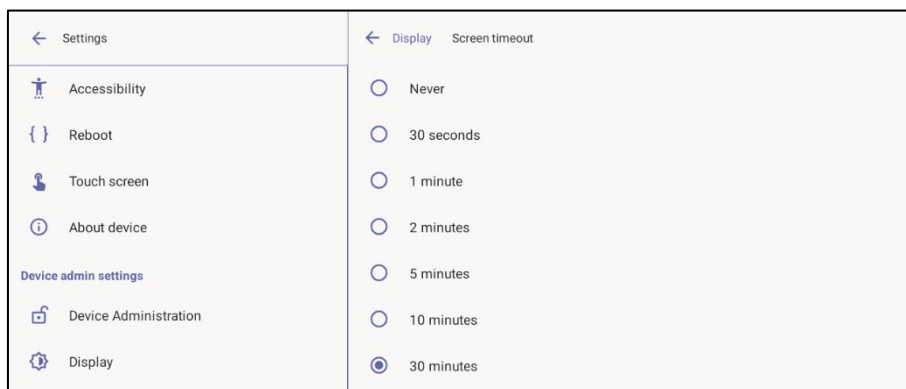 Settings
Accessibility
Reboot
Touch screen
About device
Device admin settings
Device Administration
Display
Display Screen timeout
Never
30 seconds
1 minute
2 minutes
5 minutes
10 minutes
30 minutes